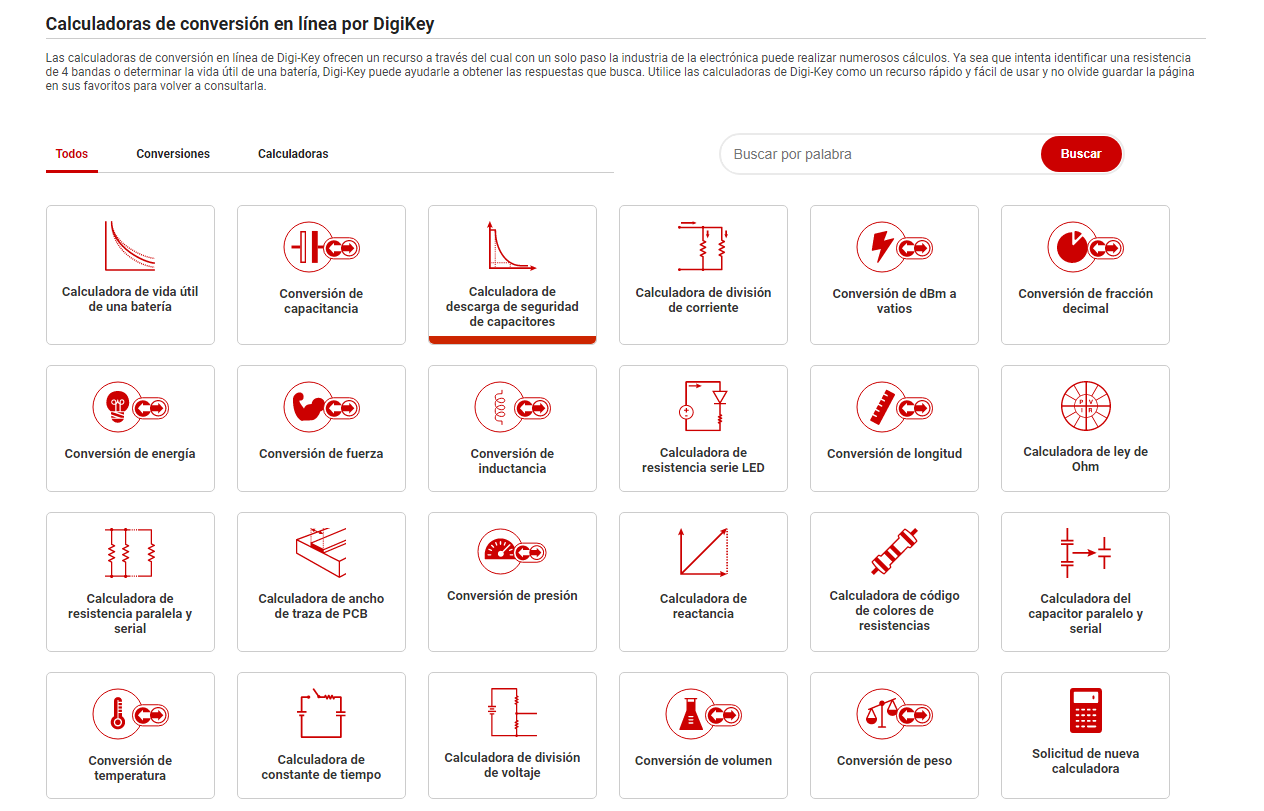 Calculadoras de conversión en línea por DigiKey
Las calculadoras de conversión en línea de Digi-Key ofrecen un recurso a través del cual con un solo paso la industria de la electrónica puede realizar numerosos cálculos. Ya sea que intenta identificar una resistencia
de 4 bandas o determinar la vida útil de una batería, Digi-Key puede ayudarle a obtener las respuestas que busca. Utilice las calculadoras de Digi-Key como un recurso rápido y fácil de usar y no olvide guardar la página
en sus favoritos para volver a consultarla.
Todos
Conversiones
Calculadoras
Buscar por palabra
Buscar
Calculadora de vida útil
de una batería
Conversión de
capacitancia
Calculadora de
descarga de seguridad
de capacitores
Calculadora de división
de corriente
Conversión de dBm a
vatios
Conversión de fracción
decimal
Conversión de energía
Conversión de fuerza
Conversión de
inductancia
Calculadora de
resistencia serie LED
Conversión de longitud
P V
I R
Calculadora de ley de
Ohm
Calculadora de
resistencia paralela y
serial
Calculadora de ancho
de traza de PCB
Conversión de presión
Calculadora de
reactancia
Calculadora de código
de colores de
resistencias
Calculadora del
capacitor paralelo y
serial
Conversión de
temperatura
Calculadora de
constante de tiempo
Calculadora de división
de voltaje
Conversión de volumen
Conversión de peso
Solicitud de nueva
calculadora